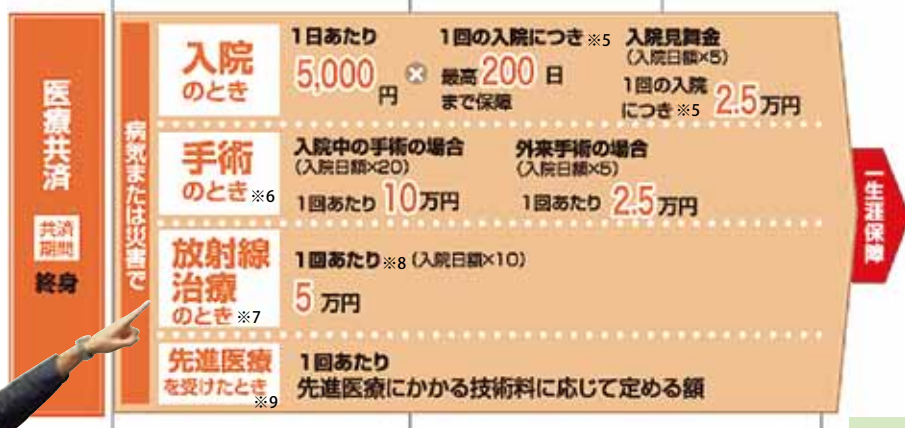 医療共済
共済
期間
終身
病気または災害で
入院
のとき
1日あたり
5,000円
×
1回の入院につき※5
最高200日
まで保障
入院見舞金
(入院日額×5)
1回の入院
につき※5 2.5万円
手術
のとき※6
入院中の手術の場合
(入院日額×20)
1回あたり10万円
外来手術の場合
(入院日額×5)
1回あたり2.5万円
放射線
治療
のとき※7
1回あたり※8(入院日額×10)
5万円
先進医療
を受けたとき
※9
1回あたり
先進医療にかかる技術料に応じて定める額
一生涯保障